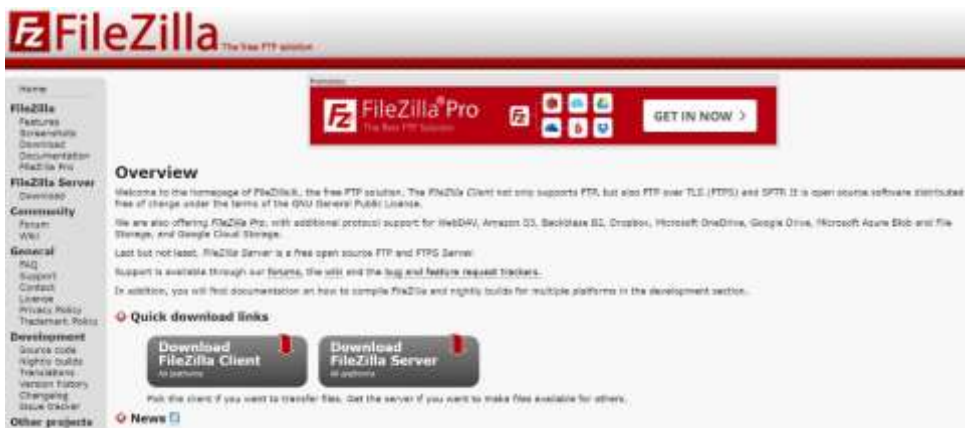 FileZilla The free FTP solution
Home
FileZilla
Features
Screenshots
Download
Documentation
FileZilla Pro
FileZilla Server
Download
Community
Forum
Wiki
General
FAQ
Support
Contact
License
Privacy Policy
Trademark Policy
Development
Source code
Nightly builds
Translations
Version history
Changelog
Issue tracker
Other projects
Promotion:
FileZilla® Pro
The Best FTP Solution
GET IN NOW >
Overview
Welcome to the homepage of FileZilla®, the free FTP solution. The FileZilla Client not only supports FTP, but also FTP over TLS (FTPS) and SFTP. It is open source software distributed
free of charge under the terms of the GNU General Public License.
We are also offering FileZilla Pro, with additional protocol support for WebDAV, Amazon S3, Backblaze B2, Dropbox, Microsoft OneDrive, Google Drive, Microsoft Azure Blob and File
Storage, and Google Cloud Storage.
Last but not least, FileZilla Server is a free open source FTP and FTPS Server.
Support is available through our forums, the wiki and the bug and feature request trackers.
In addition, you will find documentation on how to compile FileZilla and nightly builds for multiple platforms in the development section.
Quick download links
Download
FileZilla Client
All platforms
Download
FileZilla Server
All platforms
Pick the client if you want to transfer files. Get the server if you want to make files available for others.
News